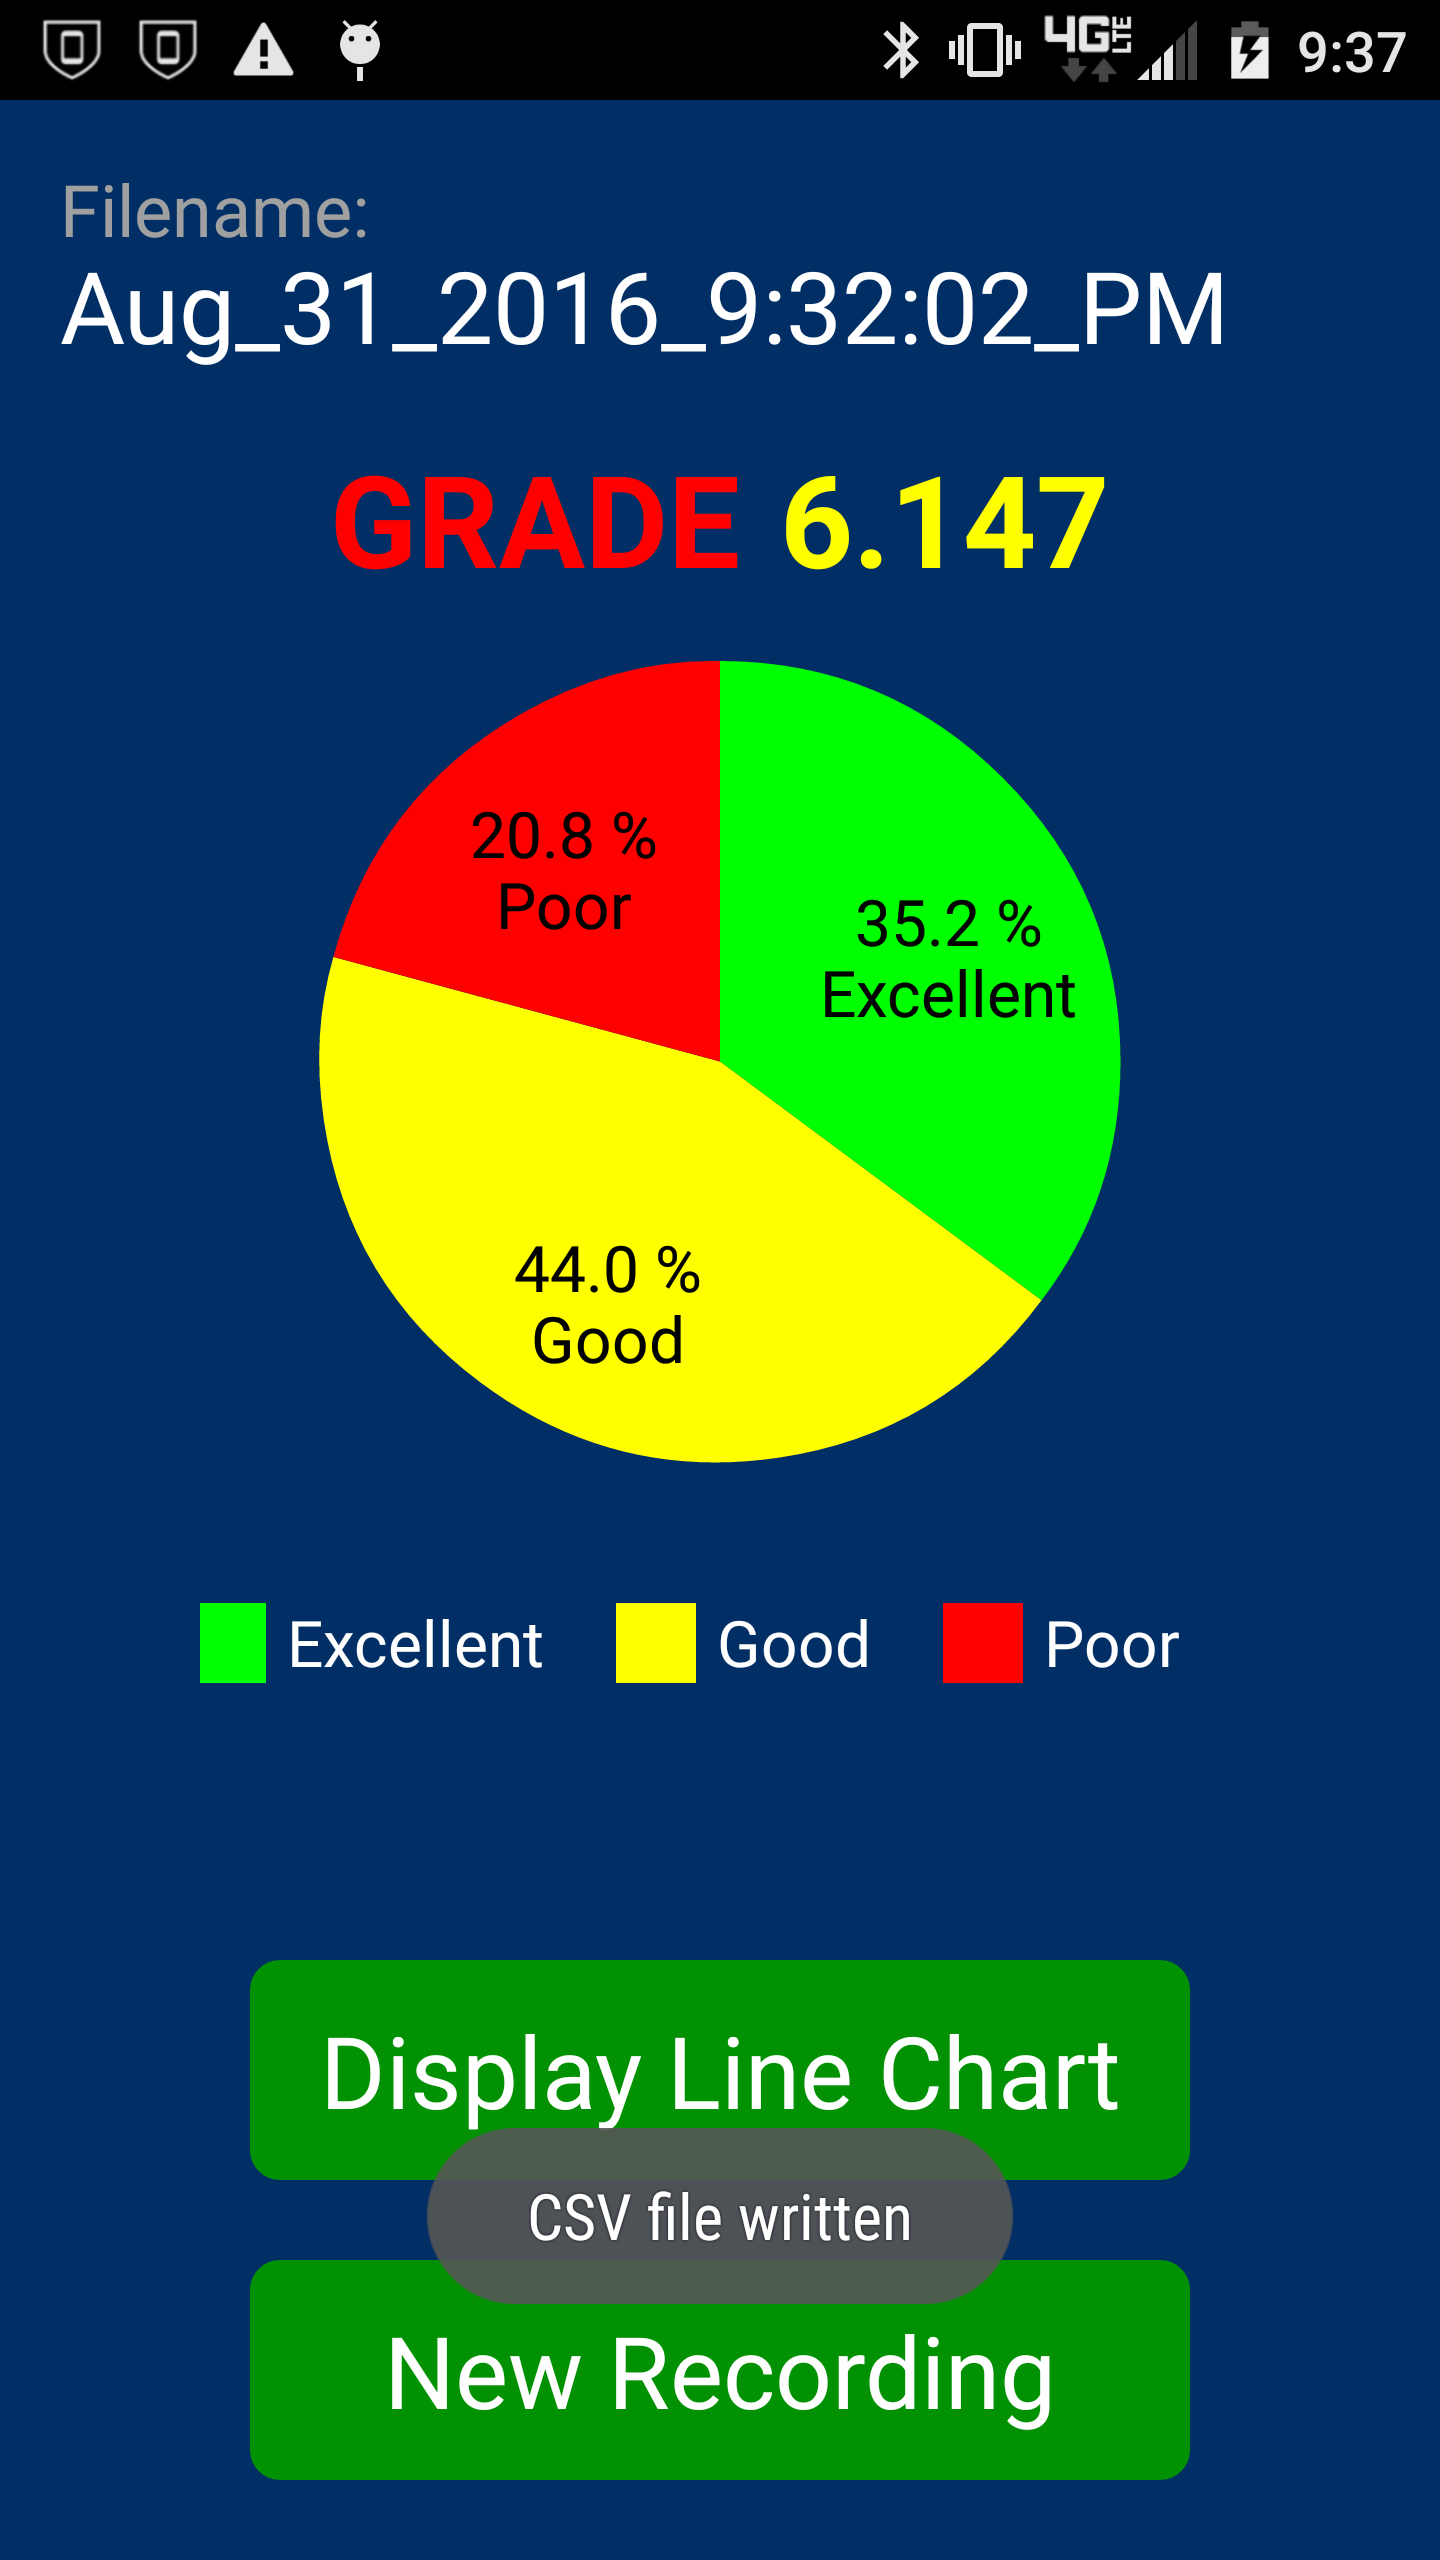 4G LTE 9:37
Filename:
Aug_31_2016_9:32:02_PM
GRADE 6.147
20.8 %
Poor
35.2 %
Excellent
44.0 %
Good
Excellent Good Poor
Display Line Chart
CSV file written
New Recording